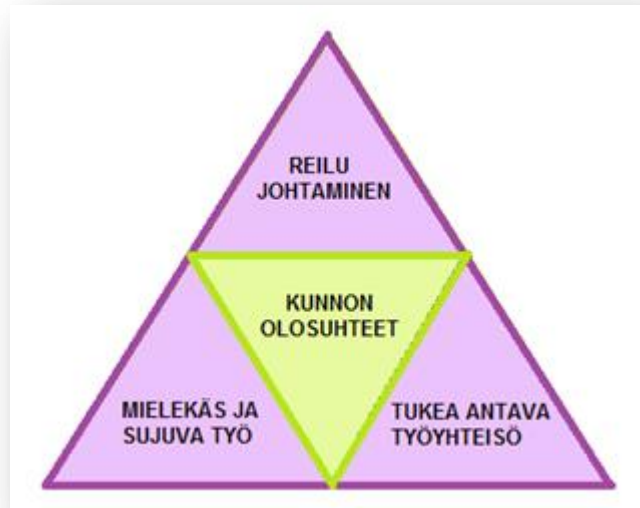 REILU
JOHTAMINEN
KUNNON
OLOSUHTEET
MIELEKÄS JA
SUJUVA TYÖ
TUKEA ANTAVA
TYÖYHTEISÖ